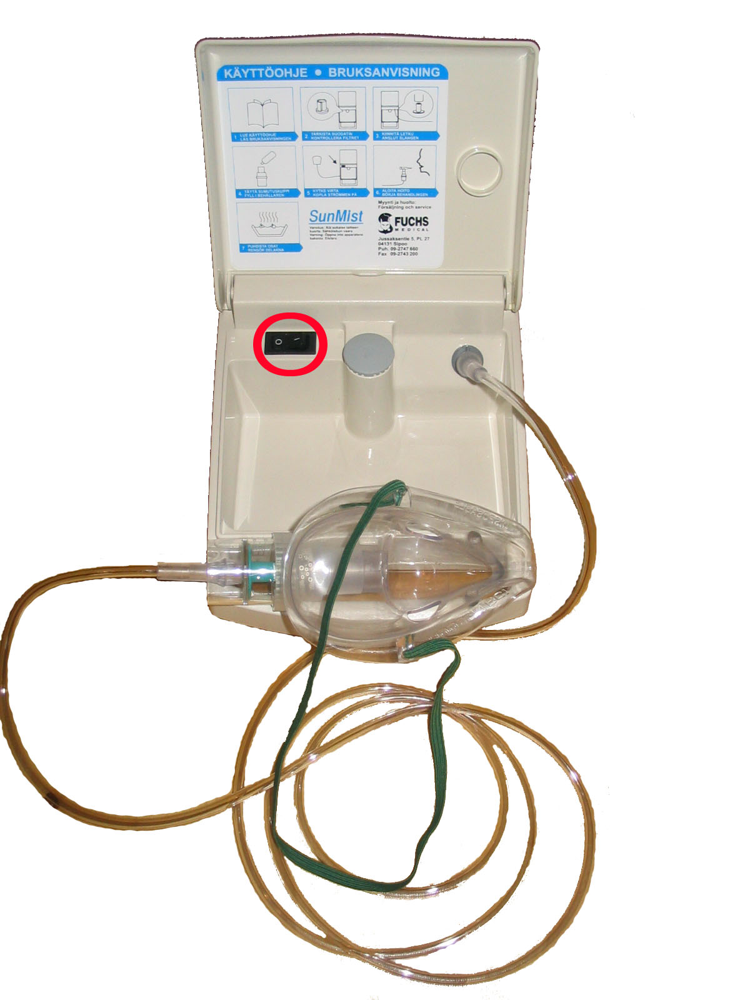 KÄYTTÖOHJE • BRUKSANVISNING
1. LUE KÄYTTÖOHJE
LÄS BRUKSANVISNINGEN
2. TARKISTA SUODATIN
KONTROLLERA FILTRET
3. KIINNITÄ LETKU
ANSLUT SLANGEN
4. TÄYTÄ SUMUTUSKUPPI
FYLL I BEHÅLLAREN
5. KYTKE VIRTA
KOPLA STRÖMMEN PÅ
6. ALOITA HOITO
BÖRJA BEHANDLINGEN
7. PUHDISTA OSAT
RENGÖR DELARNA
SunMist
Varoitus: Älä aukaise laitteen
kuorta. Sähköiskun vaara
Varning: Öppna inte apparatens
Myynti ja huolto:
Försäljning och service
FUCHS
MEDICAL
Jussaksentie 5, PL 27
04131 Sipoo
Puh. 09-2747 660
Fax 09-2743 200
O I